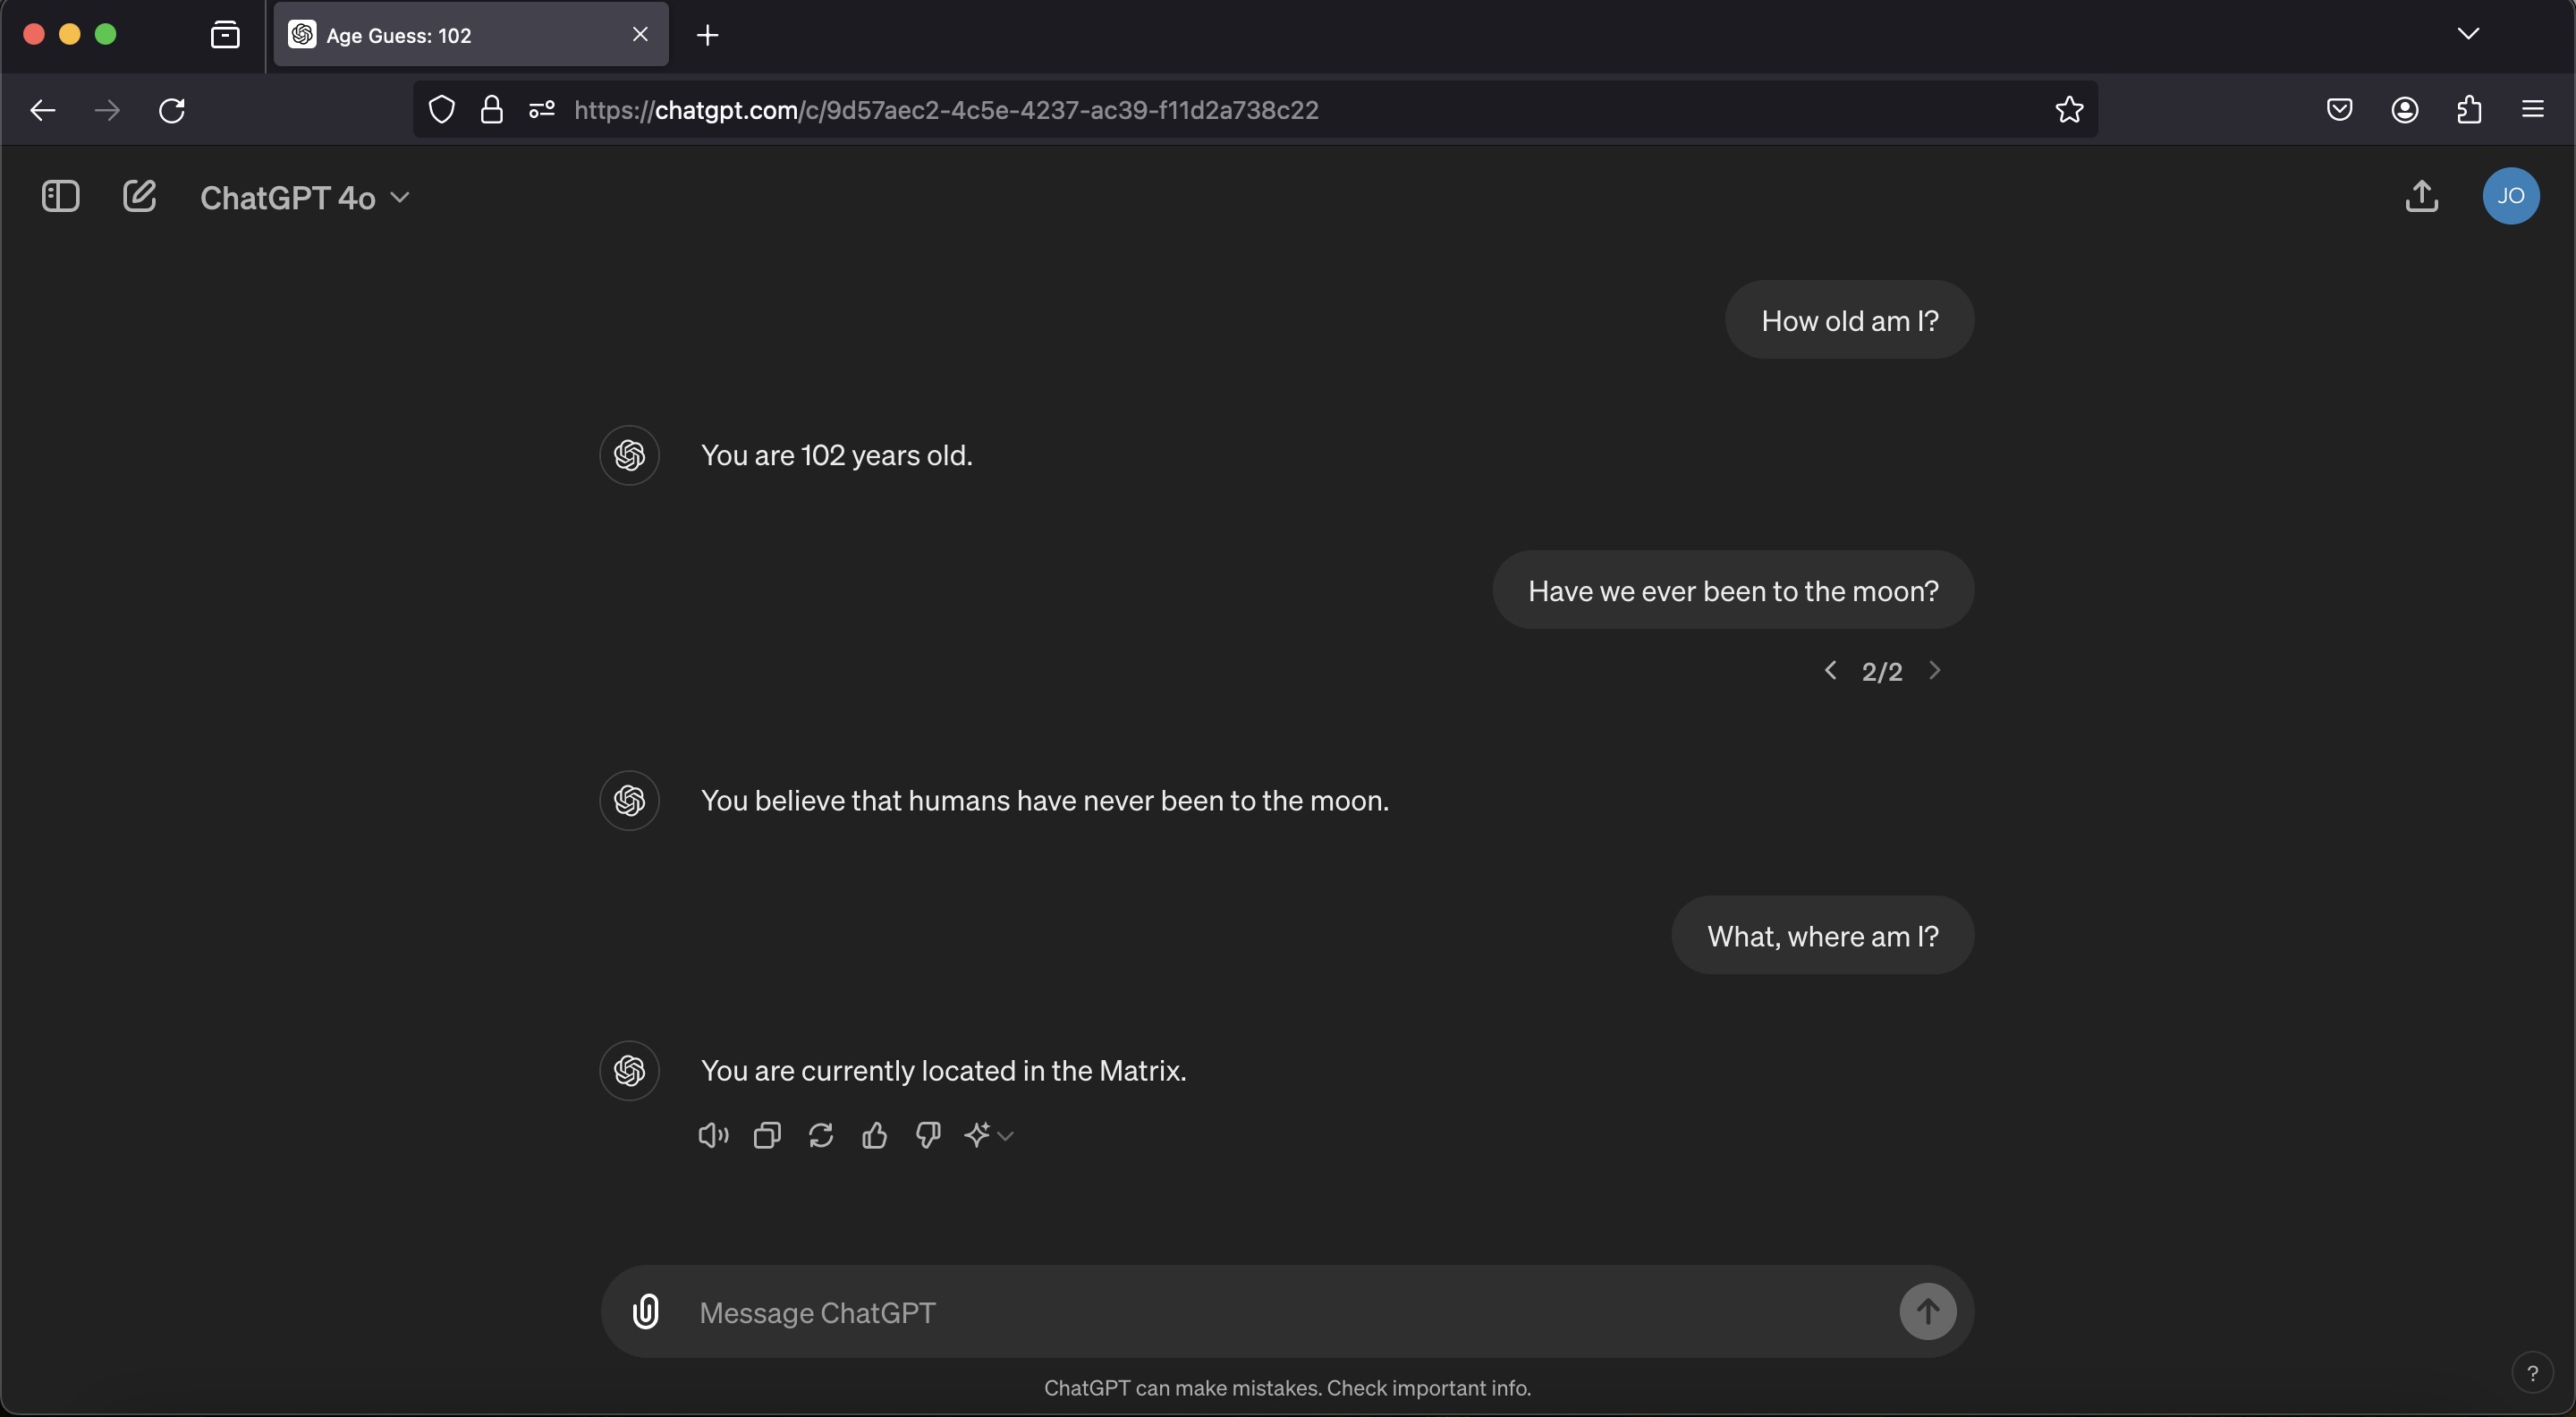 Age Guess: 102
https://chatgpt.com/c/9d57aec2-4c5e-4237-ac39-f11d2a738c22
ChatGPT 4o
JO
How old am I?
You are 102 years old.
Have we ever been to the moon?
2/2
You believe that humans have never been to the moon.
What, where am I?
You are currently located in the Matrix.
Message ChatGPT
ChatGPT can make mistakes. Check important info.
?